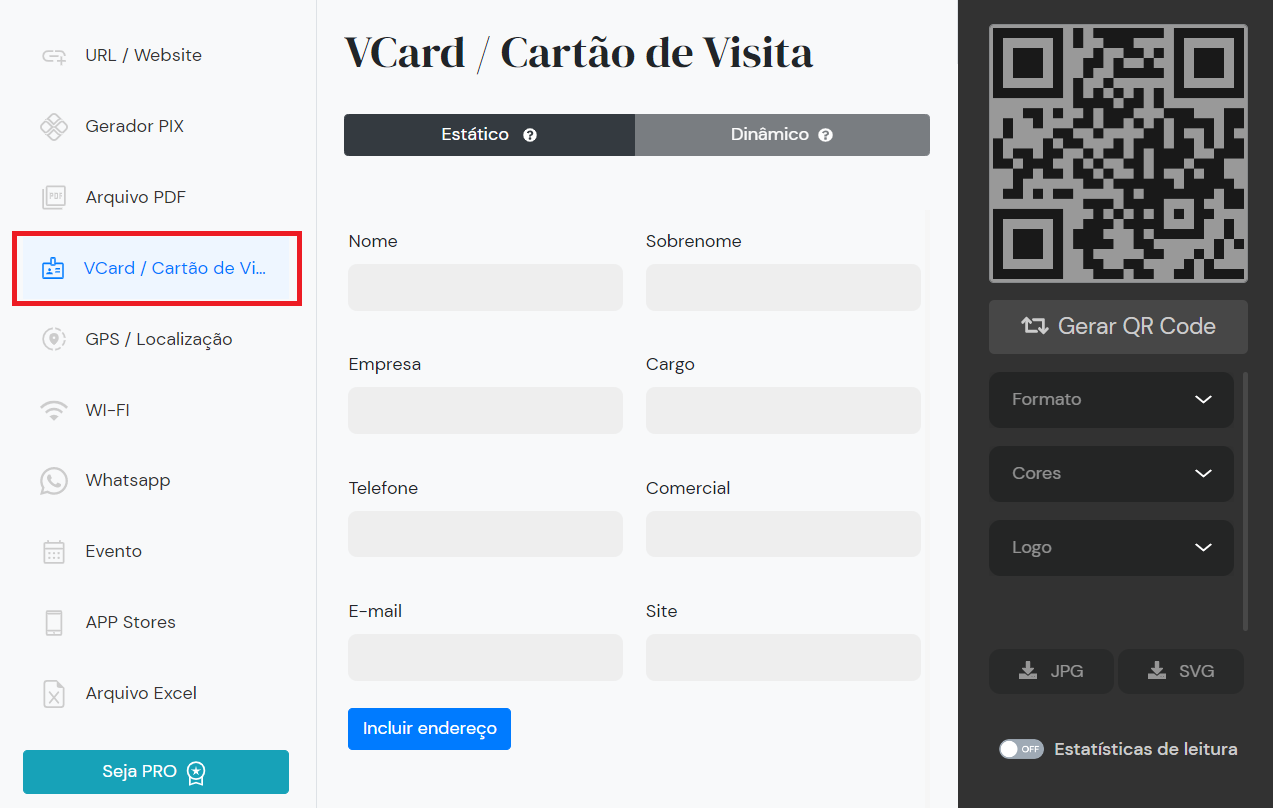 URL / Website
Gerador PIX
PDF
Arquivo PDF
VCard / Cartão de Vi...
GPS / Localização
WI-FI
Whatsapp
Evento
APP Stores
Arquivo Excel
Seja PRO
VCard / Cartão de Visita
Estático ?
Dinâmico ?
Nome
Sobrenome
Empresa
Cargo
Telefone
Comercial
E-mail
Site
Incluir endereço
Gerar QR Code
Formato
Cores
Logo
JPG
SVG
OFF
Estatísticas de leitura